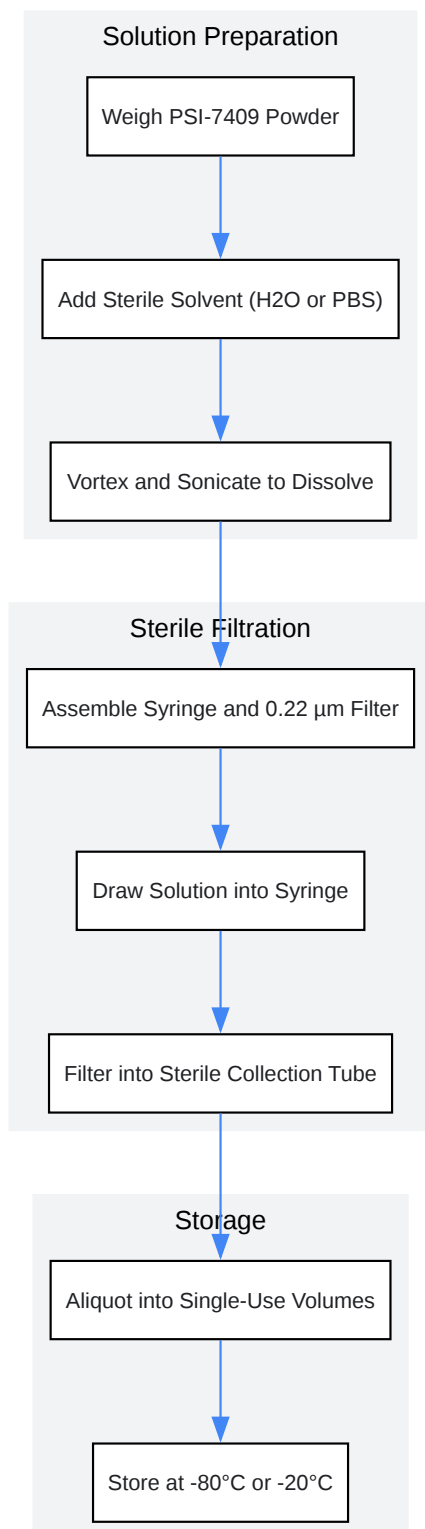 Solution Preparation
Weigh PSI-7409 Powder
Add Sterile Solvent (H2O or PBS)
Vortex and Sonicate to Dissolve
Sterile Filtration
Assemble Syringe and 0.22 µm Filter
Draw Solution into Syringe
Filter into Sterile Collection Tube
Storage
Aliquot into Single-Use Volumes
Store at -80°C or -20°C